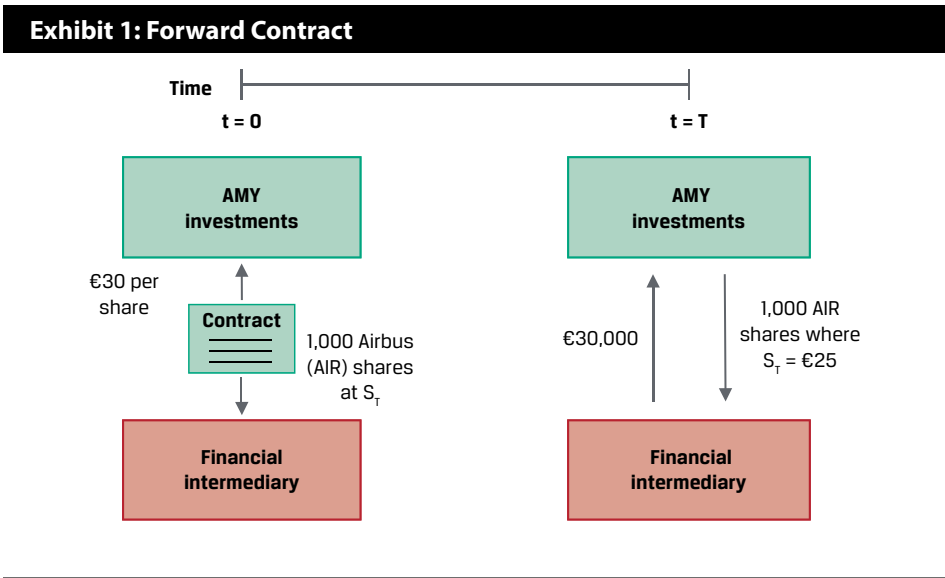 Exhibit 1: Forward Contract
Time
t = 0
t = T
AMY
investments
AMY
investments
€30 per
share
Contract
1,000 Airbus
(AIR) shares
at S_T
€30,000
1,000 AIR
shares where
S_T = €25
Financial
intermediary
Financial
intermediary